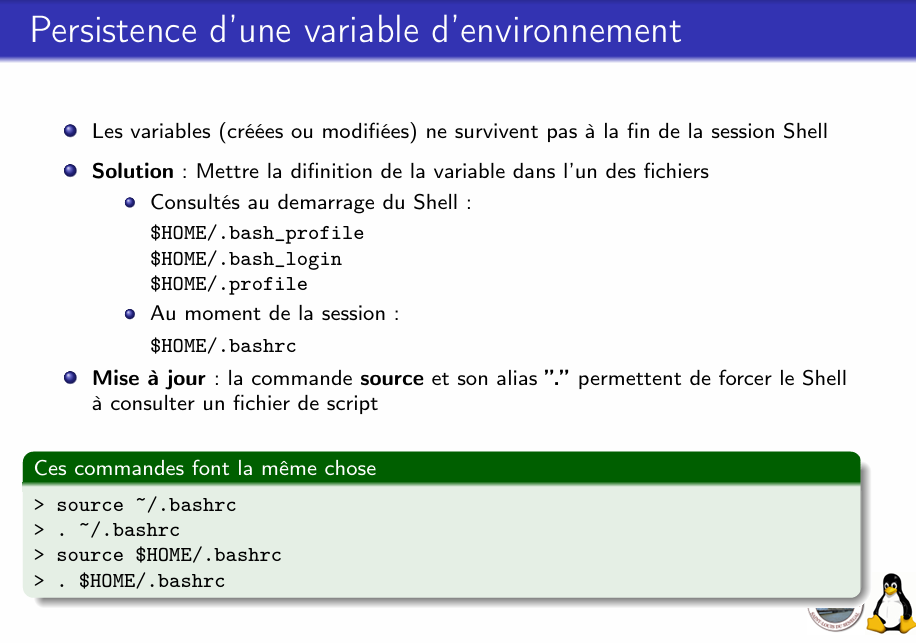 Persistence d'une variable d'environnement
Les variables (créées ou modifiées) ne survivent pas à la fin de la session Shell
Solution : Mettre la difinition de la variable dans l'un des fichiers
Consultés au demarrage du Shell :
$HOME/.bash_profile
$HOME/.bash_login
$HOME/.profile
Au moment de la session :
$HOME/.bashrc
Mise à jour : la commande source et son alias "." permettent de forcer le Shell
à consulter un fichier de script
Ces commandes font la même chose
> source ~/.bashrc
> . ~/.bashrc
> source $HOME/.bashrc
> . $HOME/.bashrc